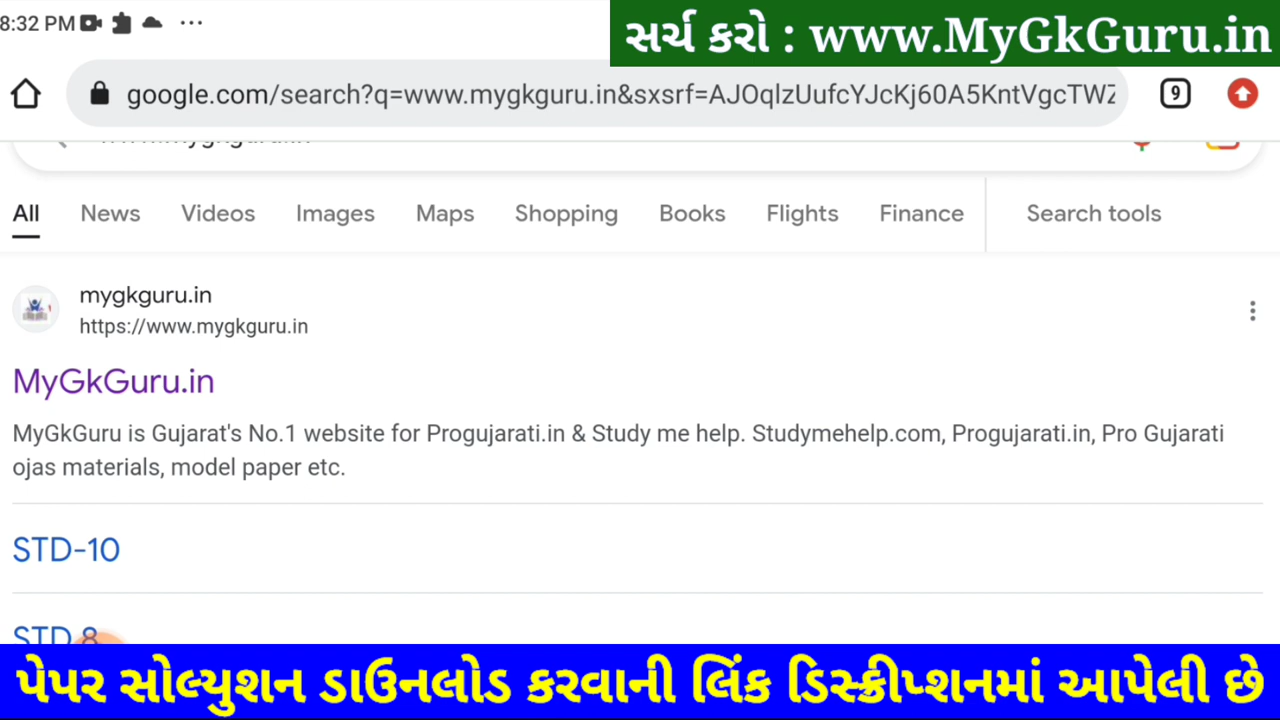 8:32 PM
સર્ચ કરો : www.MyGkGuru.in
google.com/search?q=www.mygkguru.in&sxsrf=AJOqlzUufcYJcKj60A5KntVgcTWZ
9
All News Videos Images Maps Shopping Books Flights Finance Search tools
mygkguru.in
https://www.mygkguru.in
MyGkGuru.in
MyGkGuru is Gujarat's No.1 website for Progujarati.in & Study me help. Studymehelp.com, Progujarati.in, Pro Gujarati
ojas materials, model paper etc.
STD-10
STD 8
પેપર સોલ્યુશન ડાઉનલોડ કરવાની લિંક ડિસ્ક્રીપ્શનમાં આપેલી છે